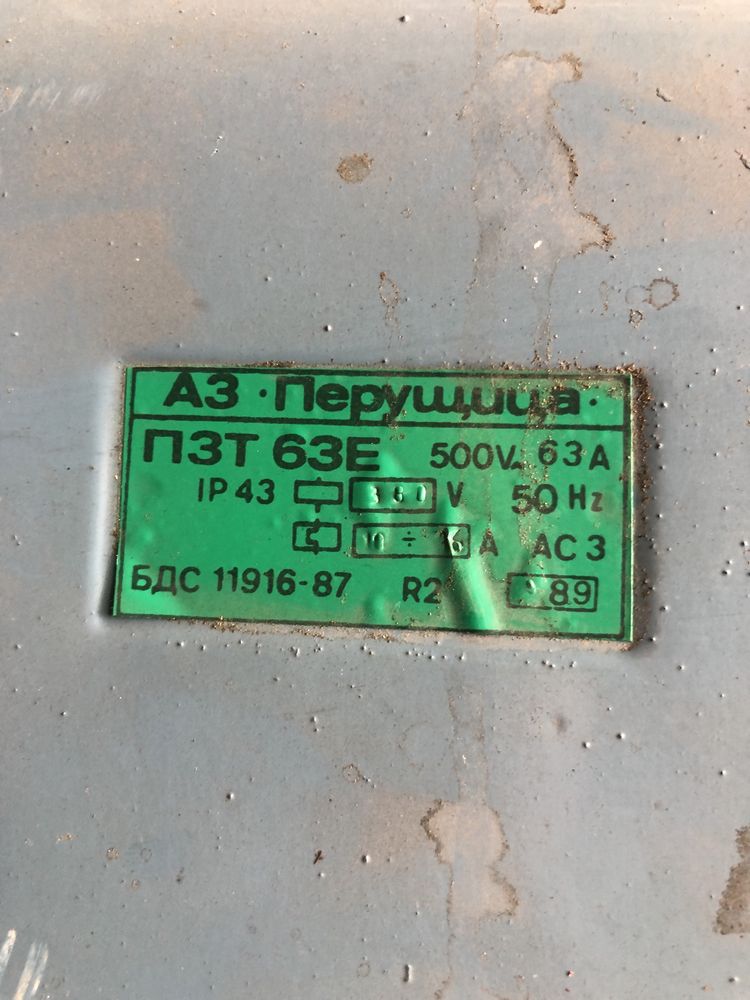 АЗ · Перущица ·
ПЗТ 63Е 500V~ 63A
IP 43 380 V 50 Hz
10 ÷ 16 A AC 3
БДС 11916-87 R2 89